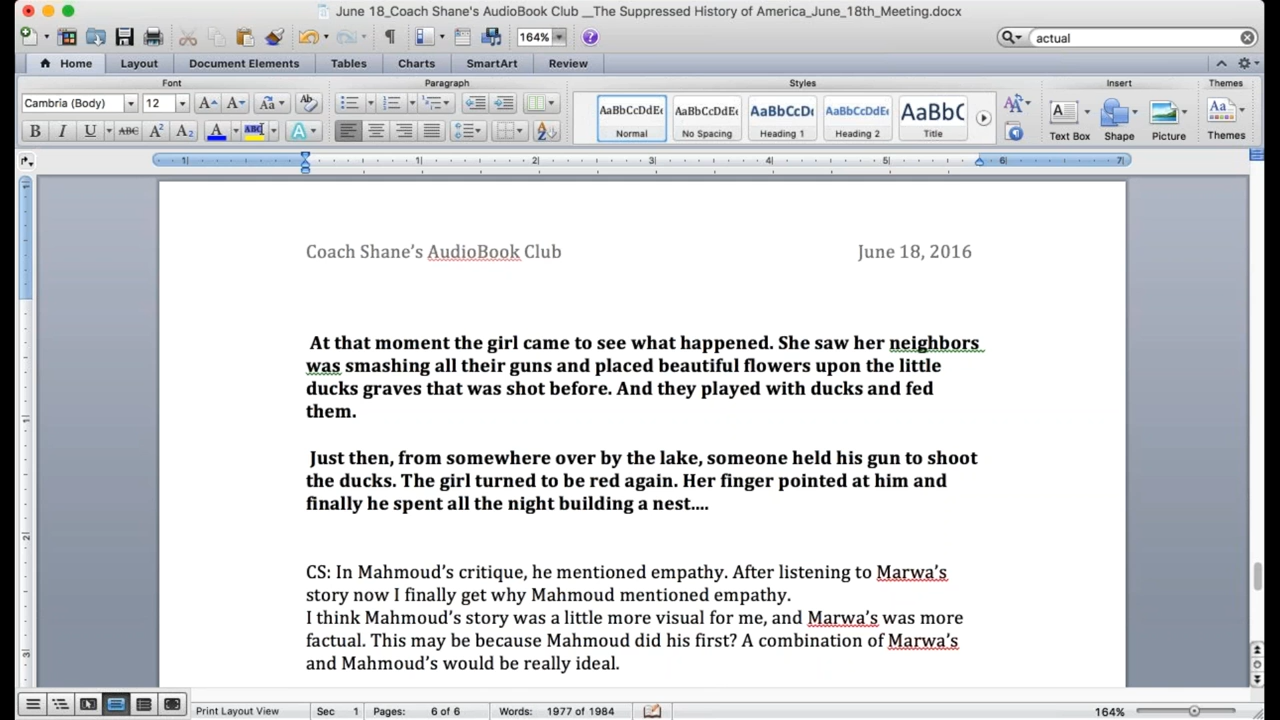 June 18_Coach Shane's AudioBook Club __The Suppressed History of America_June_18th_Meeting.docx
164%
actual
Home Layout Document Elements Tables Charts SmartArt Review
Font Paragraph Styles Insert Themes
Cambria (Body) 12
AaBbCcDdEe AaBbCcDdEe AaBbCcDc AaBbCcDdEe AaBbC
Normal No Spacing Heading 1 Heading 2 Title
Text Box Shape Picture Themes
Coach Shane's AudioBook Club June 18, 2016
At that moment the girl came to see what happened. She saw her neighbors
was smashing all their guns and placed beautiful flowers upon the little
ducks graves that was shot before. And they played with ducks and fed
them.
Just then, from somewhere over by the lake, someone held his gun to shoot
the ducks. The girl turned to be red again. Her finger pointed at him and
finally he spent all the night building a nest....
CS: In Mahmoud's critique, he mentioned empathy. After listening to Marwa's
story now I finally get why Mahmoud mentioned empathy.
I think Mahmoud's story was a little more visual for me, and Marwa's was more
factual. This may be because Mahmoud did his first? A combination of Marwa's
and Mahmoud's would be really ideal.
Print Layout View Sec 1 Pages: 6 of 6 Words: 1977 of 1984 164%